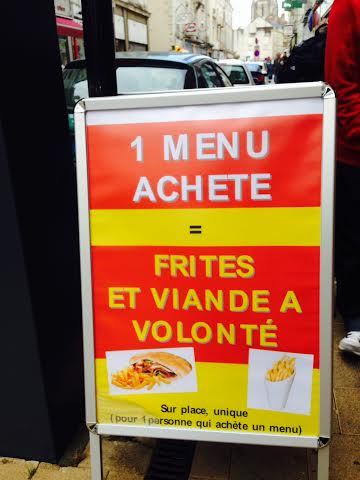 1 MENU
ACHETE
=
FRITES
ET VIANDE A
VOLONTÉ
Sur place, unique
(pour 1 personne qui achète un menu)